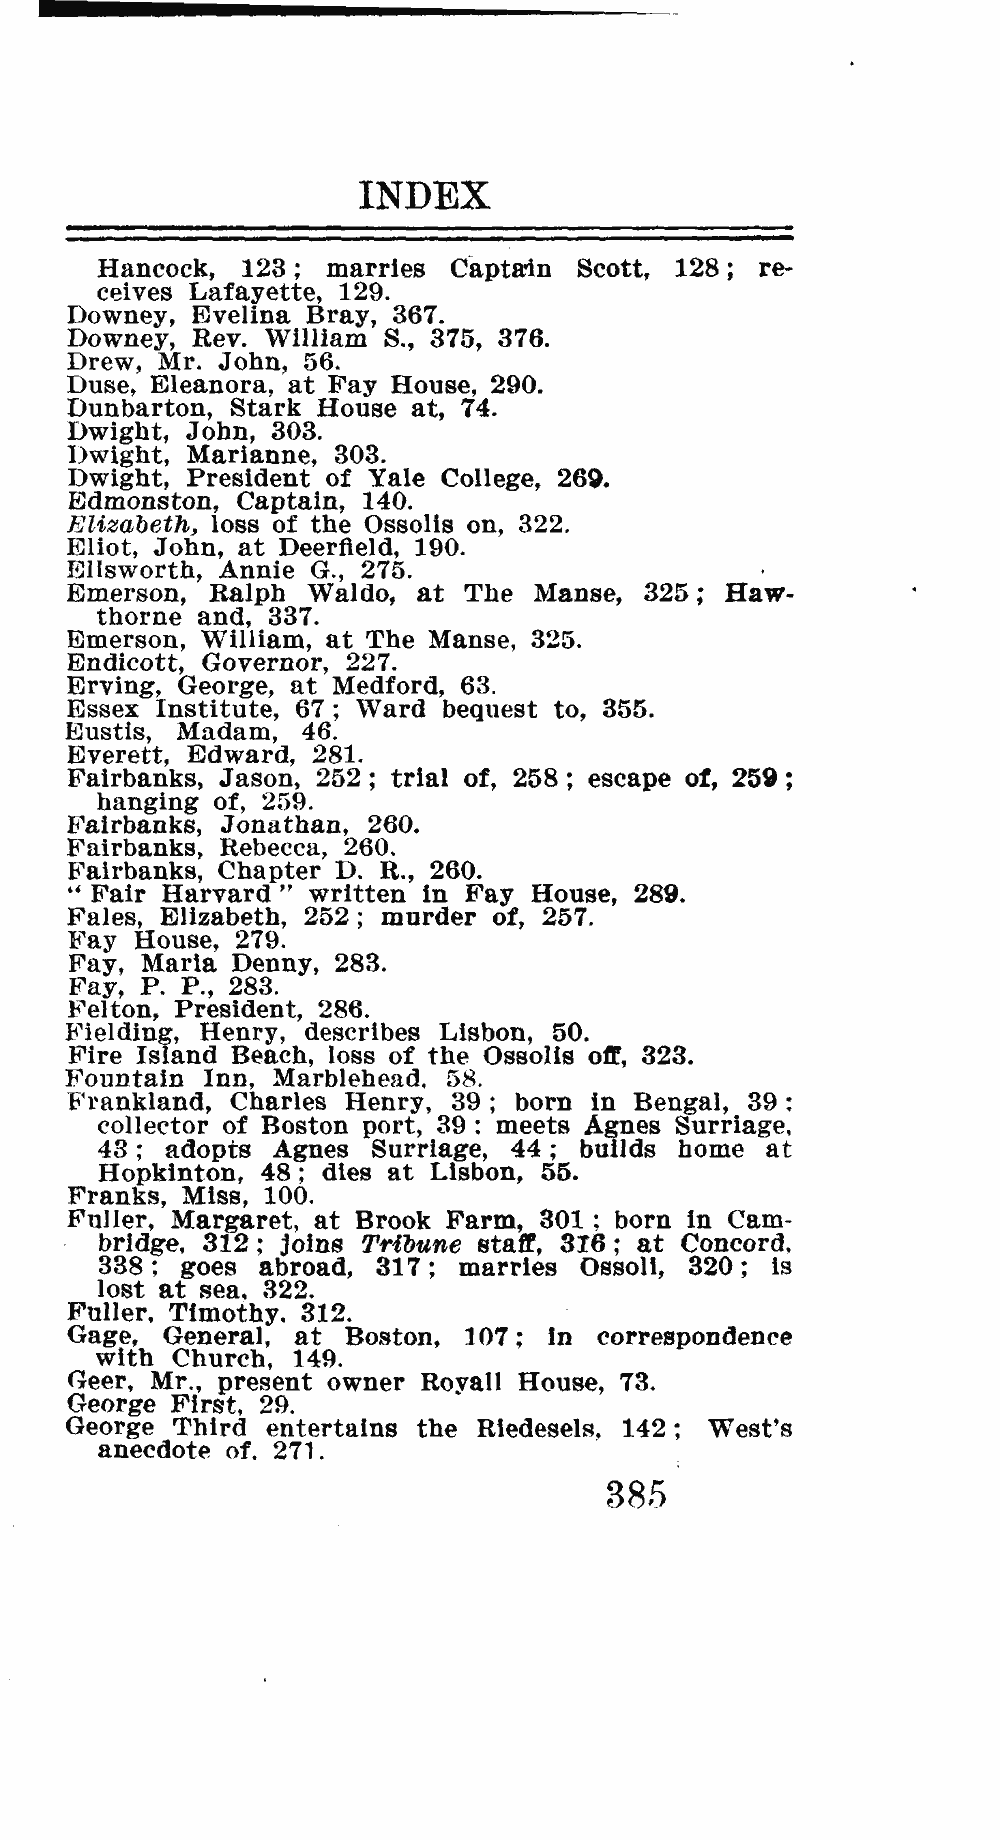 INDEX
Hancock, 123; marries Captain Scott, 128; re-
ceives Lafayette, 129.
Downey, Evelina Bray, 367.
Downey, Rev. William S., 375, 376.
Drew, Mr. John, 56.
Duse, Eleanora, at Fay House, 290.
Dunbarton, Stark House at, 74.
Dwight, John, 303.
Dwight, Marianne, 303.
Dwight, President of Yale College, 269.
Edmonston, Captain, 140.
Elizabeth, loss of the Ossolis on, 322.
Eliot, John, at Deerfield, 190.
Ellsworth, Annie G., 275.
Emerson, Ralph Waldo, at The Manse, 325; Haw-
thorne and, 337.
Emerson, William, at The Manse, 325.
Endicott, Governor, 227.
Erving, George, at Medford, 63.
Essex Institute, 67; Ward bequest to, 355.
Eustis, Madam, 46.
Everett, Edward, 281.
Fairbanks, Jason, 252; trial of, 258; escape of, 259;
hanging of, 259.
Fairbanks, Jonathan, 260.
Fairbanks, Rebecca, 260.
Fairbanks, Chapter D. R., 260.
"Fair Harvard" written in Fay House, 289.
Fales, Elizabeth, 252; murder of, 257.
Fay House, 279.
Fay, Maria Denny, 283.
Fay, P. P., 283.
Felton, President, 286.
Fielding, Henry, describes Lisbon, 50.
Fire Island Beach, loss of the Ossolis off, 323.
Fountain Inn, Marblehead, 58.
Frankland, Charles Henry, 39; born in Bengal, 39;
collector of Boston port, 39; meets Agnes Surriage,
43; adopts Agnes Surriage, 44; builds home at
Hopkinton, 48; dies at Lisbon, 55.
Franks, Miss, 100.
Fuller, Margaret, at Brook Farm, 301; born in Cam-
bridge, 312; joins Tribune staff, 316; at Concord,
338; goes abroad, 317; marries Ossoli, 320; is
lost at sea, 322.
Fuller, Timothy, 312.
Gage, General, at Boston, 107; in correspondence
with Church, 149.
Geer, Mr., present owner Royall House, 73.
George First, 29.
George Third entertains the Riedesels, 142; West's
anecdote of, 271.
385